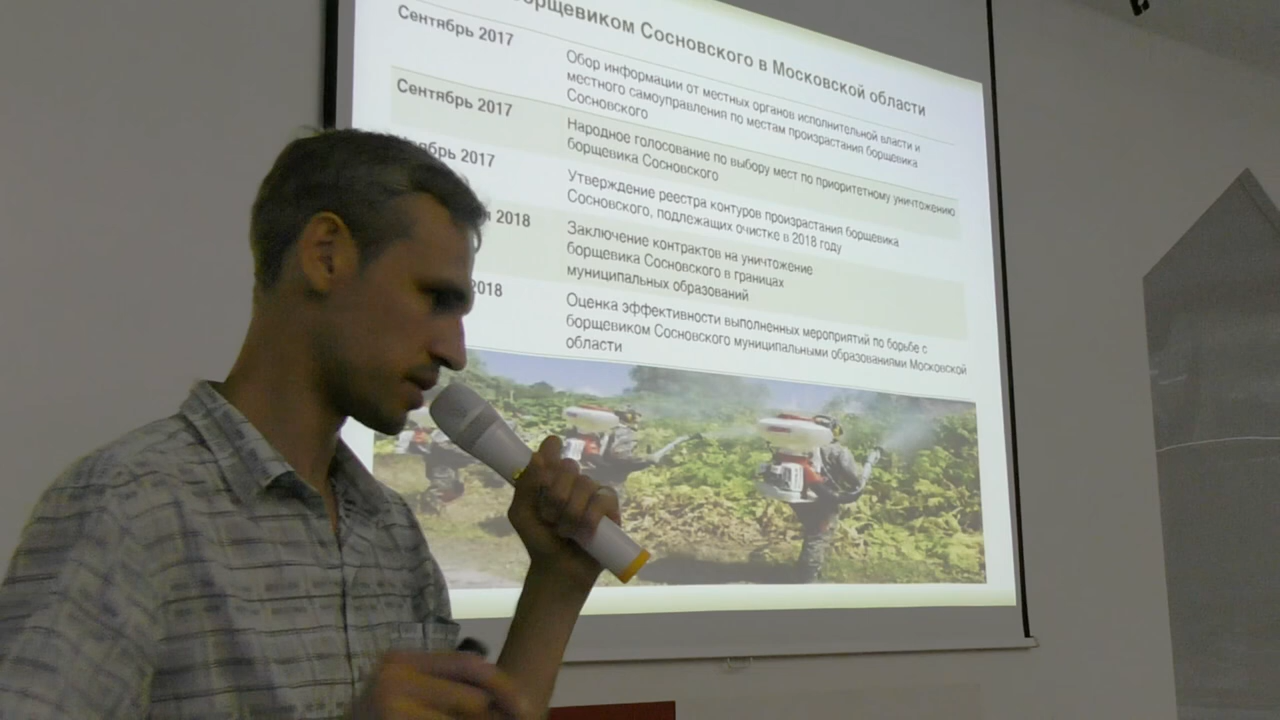 борщевиком Сосновского в Московской области
Сентябрь 2017
Обор информации от местных органов исполнительной власти и
местного самоуправления по местам произрастания борщевика
Сосновского
Сентябрь 2017
Народное голосование по выбору мест по приоритетному уничтожению
борщевика Сосновского
2017
Утверждение реестра контуров произрастания борщевика
Сосновского, подлежащих очистке в 2018 году
2018
Заключение контрактов на уничтожение
борщевика Сосновского в границах
муниципальных образований
2018
Оценка эффективности выполненных мероприятий по борьбе с
борщевиком Сосновского муниципальными образованиями Московской
области